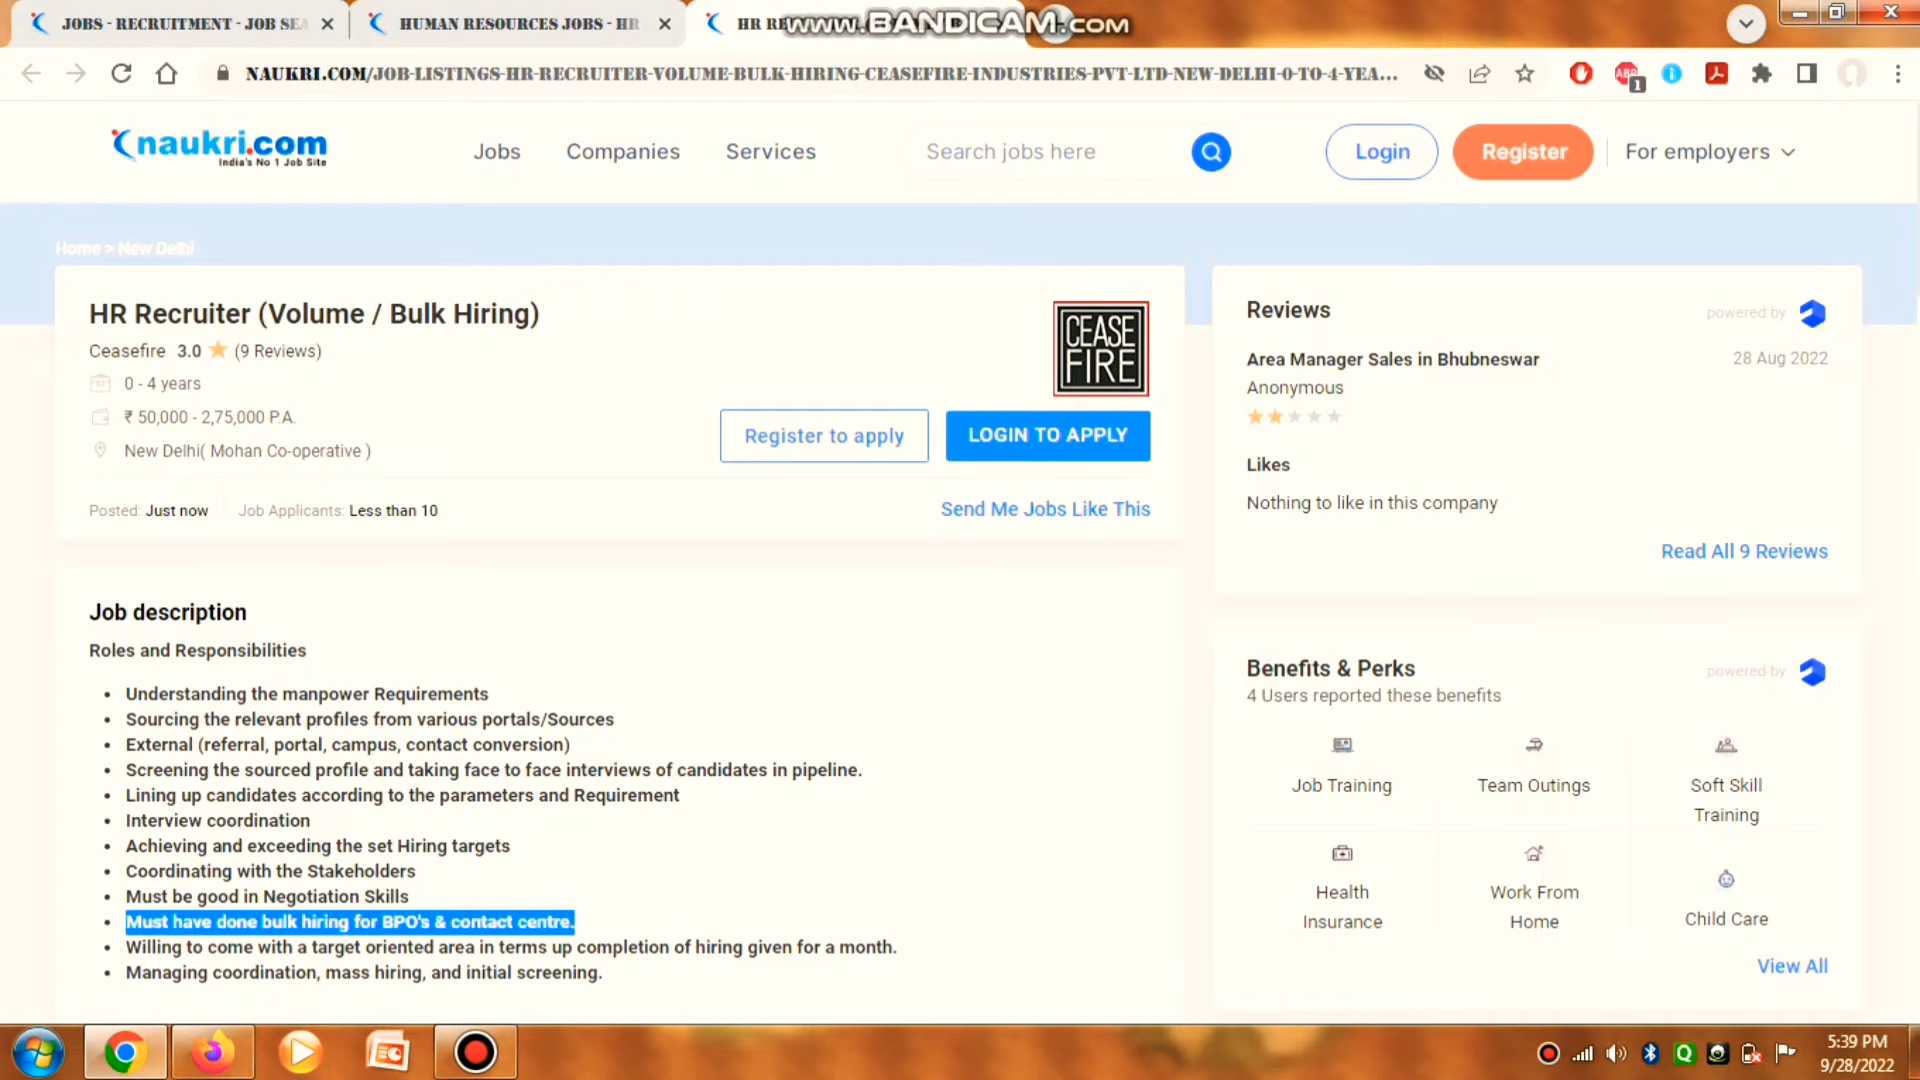 JOBS - RECRUITMENT - JOB SEA
HUMAN RESOURCES JOBS - HR
HR RE
www.BANDICAM.com
NAUKRI.COM/JOB-LISTINGS-HR-RECRUITER-VOLUME-BULK-HIRING-CEASEFIRE-INDUSTRIES-PVT-LTD-NEW-DELHI-0-TO-4-YEA...
ABP
1
naukri.com
India's No 1 Job Site
Jobs
Companies
Services
Search jobs here
Login
Register
For employers
Home > New Delhi
HR Recruiter (Volume / Bulk Hiring)
Ceasefire 3.0 (9 Reviews)
0 - 4 years
₹ 50,000 - 2,75,000 P.A.
New Delhi( Mohan Co-operative )
CEASE
FIRE
Register to apply
LOGIN TO APPLY
Posted: Just now Job Applicants: Less than 10
Send Me Jobs Like This
Job description
Roles and Responsibilities
• Understanding the manpower Requirements
• Sourcing the relevant profiles from various portals/Sources
• External (referral, portal, campus, contact conversion)
• Screening the sourced profile and taking face to face interviews of candidates in pipeline.
• Lining up candidates according to the parameters and Requirement
• Interview coordination
• Achieving and exceeding the set Hiring targets
• Coordinating with the Stakeholders
• Must be good in Negotiation Skills
• Must have done bulk hiring for BPO's & contact centre.
• Willing to come with a target oriented area in terms up completion of hiring given for a month.
• Managing coordination, mass hiring, and initial screening.
Reviews
powered by
Area Manager Sales in Bhubneswar
28 Aug 2022
Anonymous
Likes
Nothing to like in this company
Read All 9 Reviews
Benefits & Perks
powered by
4 Users reported these benefits
Job Training
Team Outings
Soft Skill
Training
Health
Insurance
Work From
Home
Child Care
View All
5:39 PM
9/28/2022